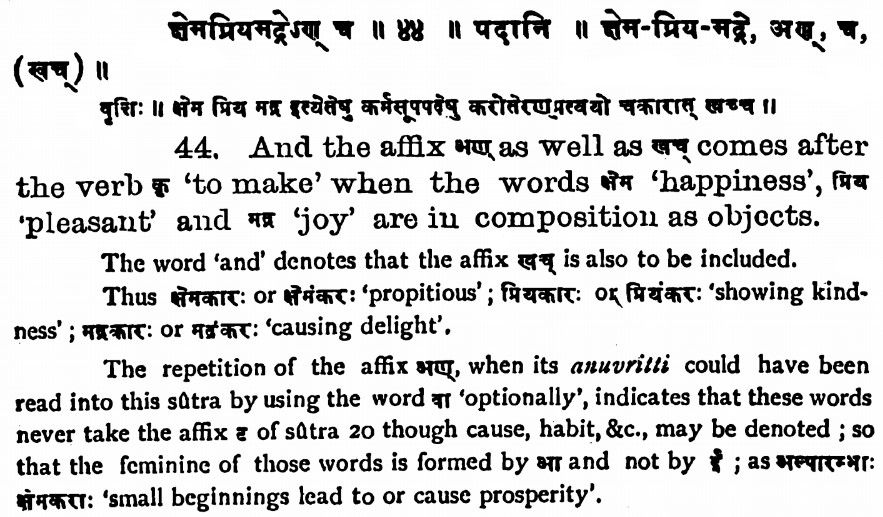 क्षेमप्रियमद्रेऽण् च ॥ ४४ ॥ पदानि ॥ क्षेम-प्रिय-मद्रे, अण्, च,
(खच्) ॥
वृत्तिः ॥ क्षेम प्रिय मद्र इत्येतेषु कर्मसूपपदेषु करोतेरण्प्रत्ययो चकारात् खच्च ॥
44. And the affix अण् as well as खच् comes after
the verb कृ 'to make' when the words क्षेम 'happiness', प्रिय
'pleasant' and मद्र 'joy' are in composition as objects.
The word 'and' denotes that the affix खच् is also to be included.
Thus क्षेमकारः or क्षेमंकरः 'propitious' ; प्रियकारः or प्रियंकरः 'showing kind-
ness' ; मद्रकारः or मद्रंकरः 'causing delight'.
The repetition of the affix अण्, when its anuvritti could have been
read into this sûtra by using the word वा 'optionally', indicates that these words
never take the affix ट of sûtra 20 though cause, habit, &c., may be denoted ; so
that the feminine of those words is formed by आ and not by ई ; as अल्पारम्भाः
क्षेमकराः 'small beginnings lead to or cause prosperity'.